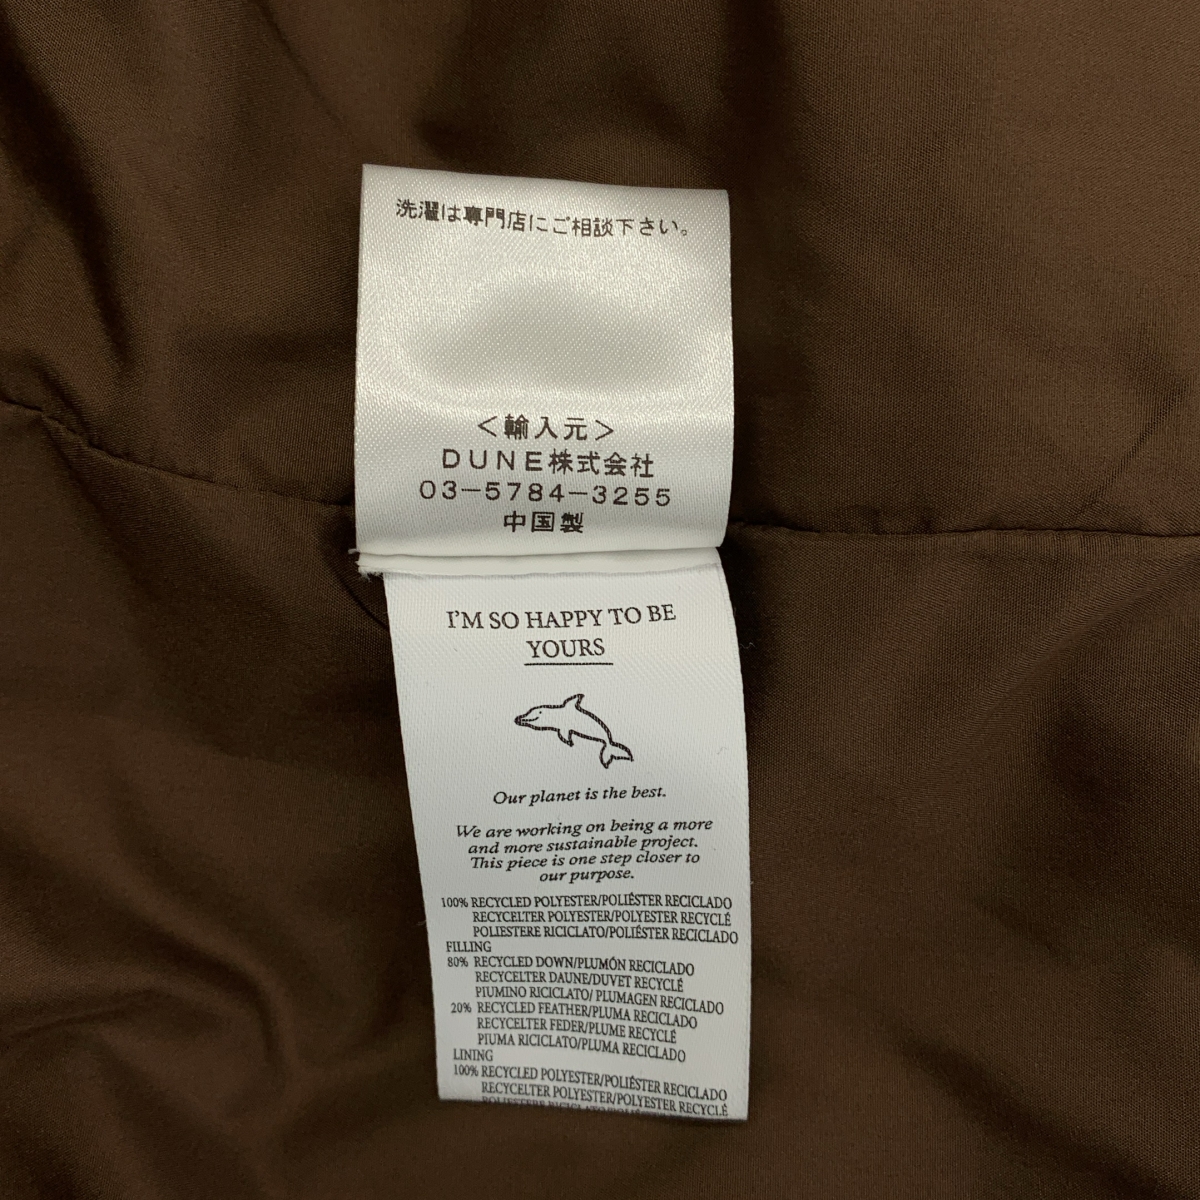 洗濯は専門店にご相談下さい。
＜輸入元＞
DUNE株式会社
03-5784-3255
中国製
I'M SO HAPPY TO BE
YOURS
Our planet is the best.
We are working on being a more
and more sustainable project.
This piece is one step closer to
our purpose.
100% RECYCLED POLYESTER/POLIÉSTER RECICLADO
RECYCELTER POLYESTER/POLYESTER RECYCLÉ
POLIESTERE RICICLATO/POLIÉSTER RECICLADO
FILLING
80% RECYCLED DOWN/PLUMÓN RECICLADO
RECYCELTER DAUNE/DUVET RECYCLÉ
PIUMINO RICICLATO/ PLUMAGEN RECICLADO
20% RECYCLED FEATHER/PLUMA RECICLADO
RECYCELTER FEDER/PLUME RECYCLÉ
PIUMA RICICLATO/PLUMA RECICLADO
LINING
100% RECYCLED POLYESTER/POLIÉSTER RECICLADO
RECYCELTER POLYESTER/POLYESTER RECYCLÉ